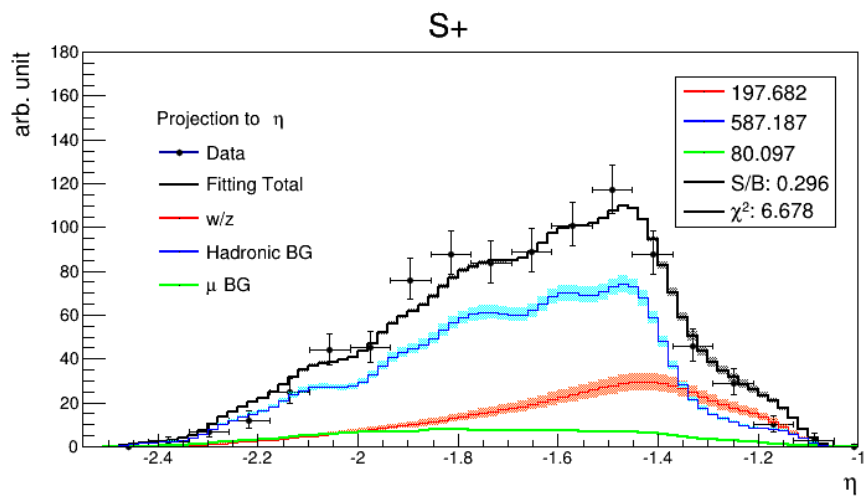 S+
arb. unit
180
160
140
120
100
80
60
40
20
0
Projection to η
Data
Fitting Total
w/z
Hadronic BG
μ BG
197.682
587.187
80.097
S/B: 0.296
χ²: 6.678
-2.4 -2.2 -2 -1.8 -1.6 -1.4 -1.2 -1
η